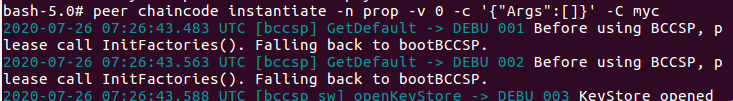 bash-5.0# peer chaincode instantiate -n prop -v 0 -c '{"Args":[]}' -C myc
2020-07-26 07:26:43.483 UTC [bccsp] GetDefault -> DEBU 001 Before using BCCSP, p
lease call InitFactories(). Falling back to bootBCCSP.
2020-07-26 07:26:43.563 UTC [bccsp] GetDefault -> DEBU 002 Before using BCCSP, p
lease call InitFactories(). Falling back to bootBCCSP.
2020-07-26 07:26:43.588 UTC [bccsp_sw] openKeyStore -> DEBU 003 KeyStore opened